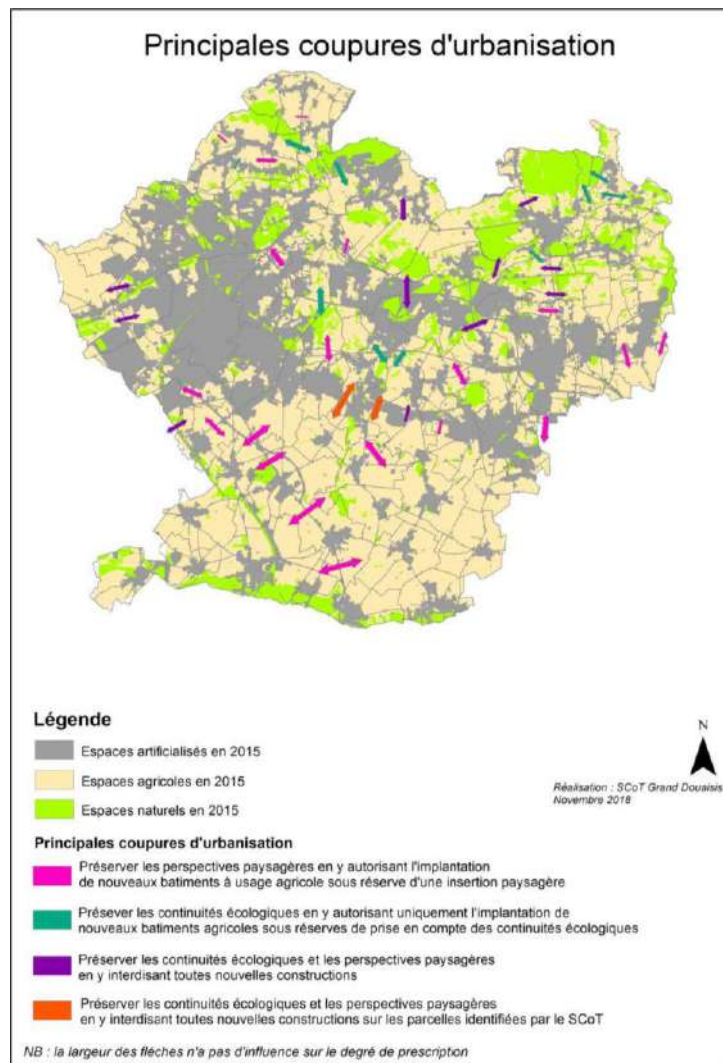 Principales coupures d'urbanisation
Légende
Espaces artificialisés en 2015
Espaces agricoles en 2015
Espaces naturels en 2015
N
Réalisation : SCoT Grand Douaisis
Novembre 2018
Principales coupures d'urbanisation
Préserver les perspectives paysagères en y autorisant l'implantation
de nouveaux batiments à usage agricole sous réserve d'une insertion paysagère
Présever les continuités écologiques en y autorisant uniquement l'implantation de
nouveaux batiments agricoles sous réserves de prise en compte des continuités écologiques
Préserver les continuités écologiques et les perspectives paysagères
en y interdisant toutes nouvelles constructions
Préserver les continuités écologiques et les perspectives paysagères
en y interdisant toutes nouvelles constructions sur les parcelles identifiées par le SCoT
NB : la largeur des flèches n'a pas d'influence sur le degré de prescription